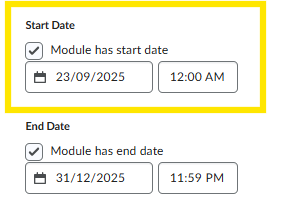 Start Date
Module has start date
23/09/2025 12:00 AM
End Date
Module has end date
31/12/2025 11:59 PM